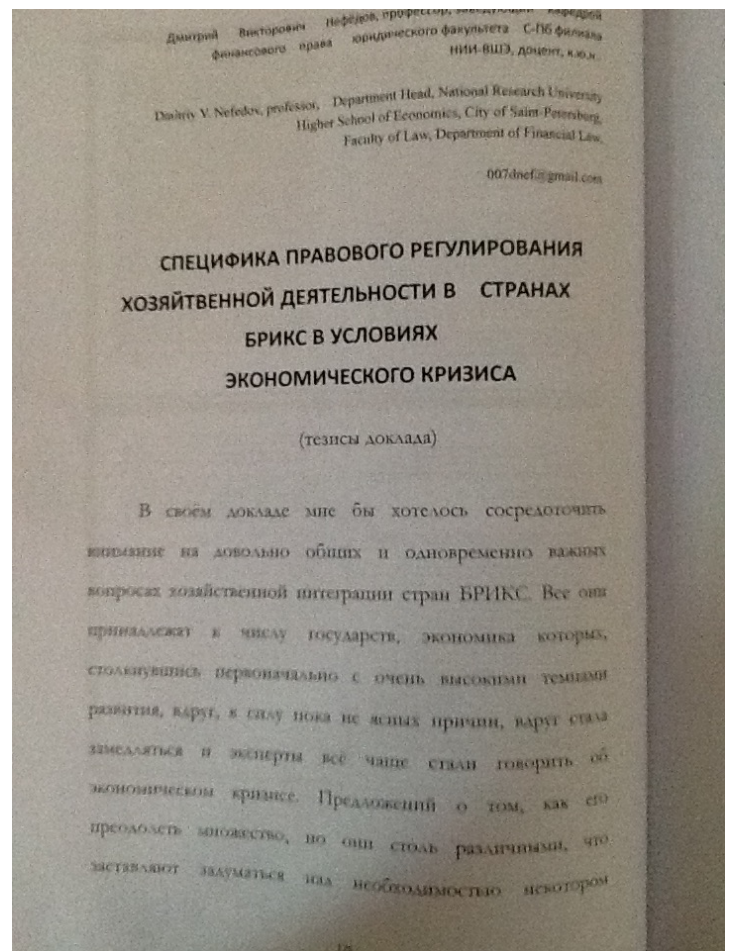 Дмитрий Викторович Нефёдов, профессор, заведующий кафедрой
финансового права юридического факультета С-Пб филиала
НИИ-ВШЭ, доцент, к.ю.н.
Dmitriy V. Nefedov, professor, Department Head, National Research University
Higher School of Economics, City of Saint-Petersburg,
Faculty of Law, Department of Financial Law,
007dnef@gmail.com
СПЕЦИФИКА ПРАВОВОГО РЕГУЛИРОВАНИЯ
ХОЗЯЙТВЕННОЙ ДЕЯТЕЛЬНОСТИ В СТРАНАХ
БРИКС В УСЛОВИЯХ
ЭКОНОМИЧЕСКОГО КРИЗИСА
(тезисы доклада)
В своём докладе мне бы хотелось сосредоточить
внимание на довольно общих и одновременно важных
вопросах хозяйственной интеграции стран БРИКС. Все они
принадлежат к числу государств, экономика которых,
столкнувшись первоначально с очень высокими темпами
развития, вдруг, в силу пока не ясных причин, вдруг стала
замедляться и эксперты всё чаще стали говорить об
экономическом кризисе. Предложений о том, как его
преодолеть множество, но они столь различными, что
заставляют задуматься над необходимостью некотором